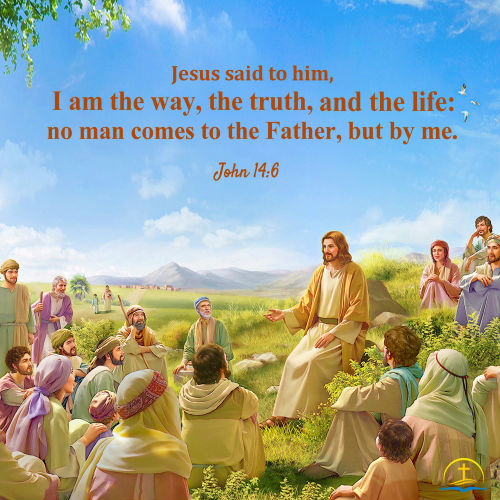 Jesus said to him,
I am the way, the truth, and the life:
no man comes to the Father, but by me.
John 14:6